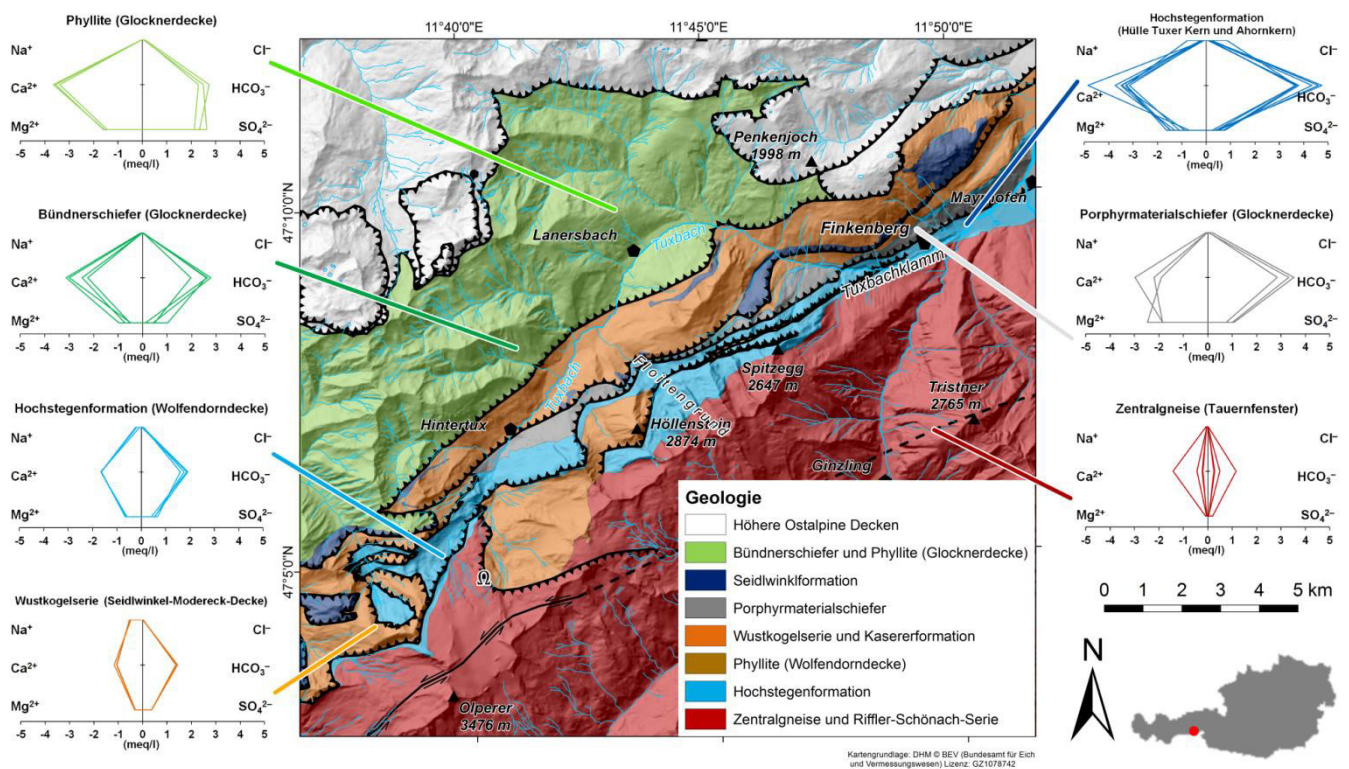 Phyllite (Glocknerdecke)
Na⁺ Cl⁻
Ca²⁺ HCO₃⁻
Mg²⁺ SO₄²⁻
-5 -4 -3 -2 -1 0 1 2 3 4 5
(meq/l)
Bündnerschiefer (Glocknerdecke)
Na⁺ Cl⁻
Ca²⁺ HCO₃⁻
Mg²⁺ SO₄²⁻
-5 -4 -3 -2 -1 0 1 2 3 4 5
(meq/l)
Hochstegenformation (Wolfendorndecke)
Na⁺ Cl⁻
Ca²⁺ HCO₃⁻
Mg²⁺ SO₄²⁻
-5 -4 -3 -2 -1 0 1 2 3 4 5
(meq/l)
Wustkogelserie (Seidlwinkel-Modereck-Decke)
Na⁺ Cl⁻
Ca²⁺ HCO₃⁻
Mg²⁺ SO₄²⁻
-5 -4 -3 -2 -1 0 1 2 3 4 5
(meq/l)
11°40'0"E 11°45'0"E 11°50'0"E
47°10'0"N
47°5'0"N
Penkenjoch
1998 m
Mayrhofen
Finkenberg
Lanersbach
Tuxbach
Tuxbachklamm
Spitzegg
2647 m
Floitengrund
Tristner
2765 m
Tuxbach
Hintertux
Höllenstein
2874 m
Ginzling
Ω
Olperer
3476 m
Geologie
Höhere Ostalpine Decken
Bündnerschiefer und Phyllite (Glocknerdecke)
Seidlwinklformation
Porphyrmaterialschiefer
Wustkogelserie und Kasererformation
Phyllite (Wolfendorndecke)
Hochstegenformation
Zentralgneise und Riffler-Schönach-Serie
Kartengrundlage: DHM © BEV (Bundesamt für Eich
und Vermessungswesen) Lizenz: GZ1078742
Hochstegenformation
(Hülle Tuxer Kern und Ahornkern)
Na⁺ Cl⁻
Ca²⁺ HCO₃⁻
Mg²⁺ SO₄²⁻
-5 -4 -3 -2 -1 0 1 2 3 4 5
(meq/l)
Porphyrmaterialschiefer (Glocknerdecke)
Na⁺ Cl⁻
Ca²⁺ HCO₃⁻
Mg²⁺ SO₄²⁻
-5 -4 -3 -2 -1 0 1 2 3 4 5
(meq/l)
Zentralgneise (Tauernfenster)
Na⁺ Cl⁻
Ca²⁺ HCO₃⁻
Mg²⁺ SO₄²⁻
-5 -4 -3 -2 -1 0 1 2 3 4 5
(meq/l)
0 1 2 3 4 5 km
N